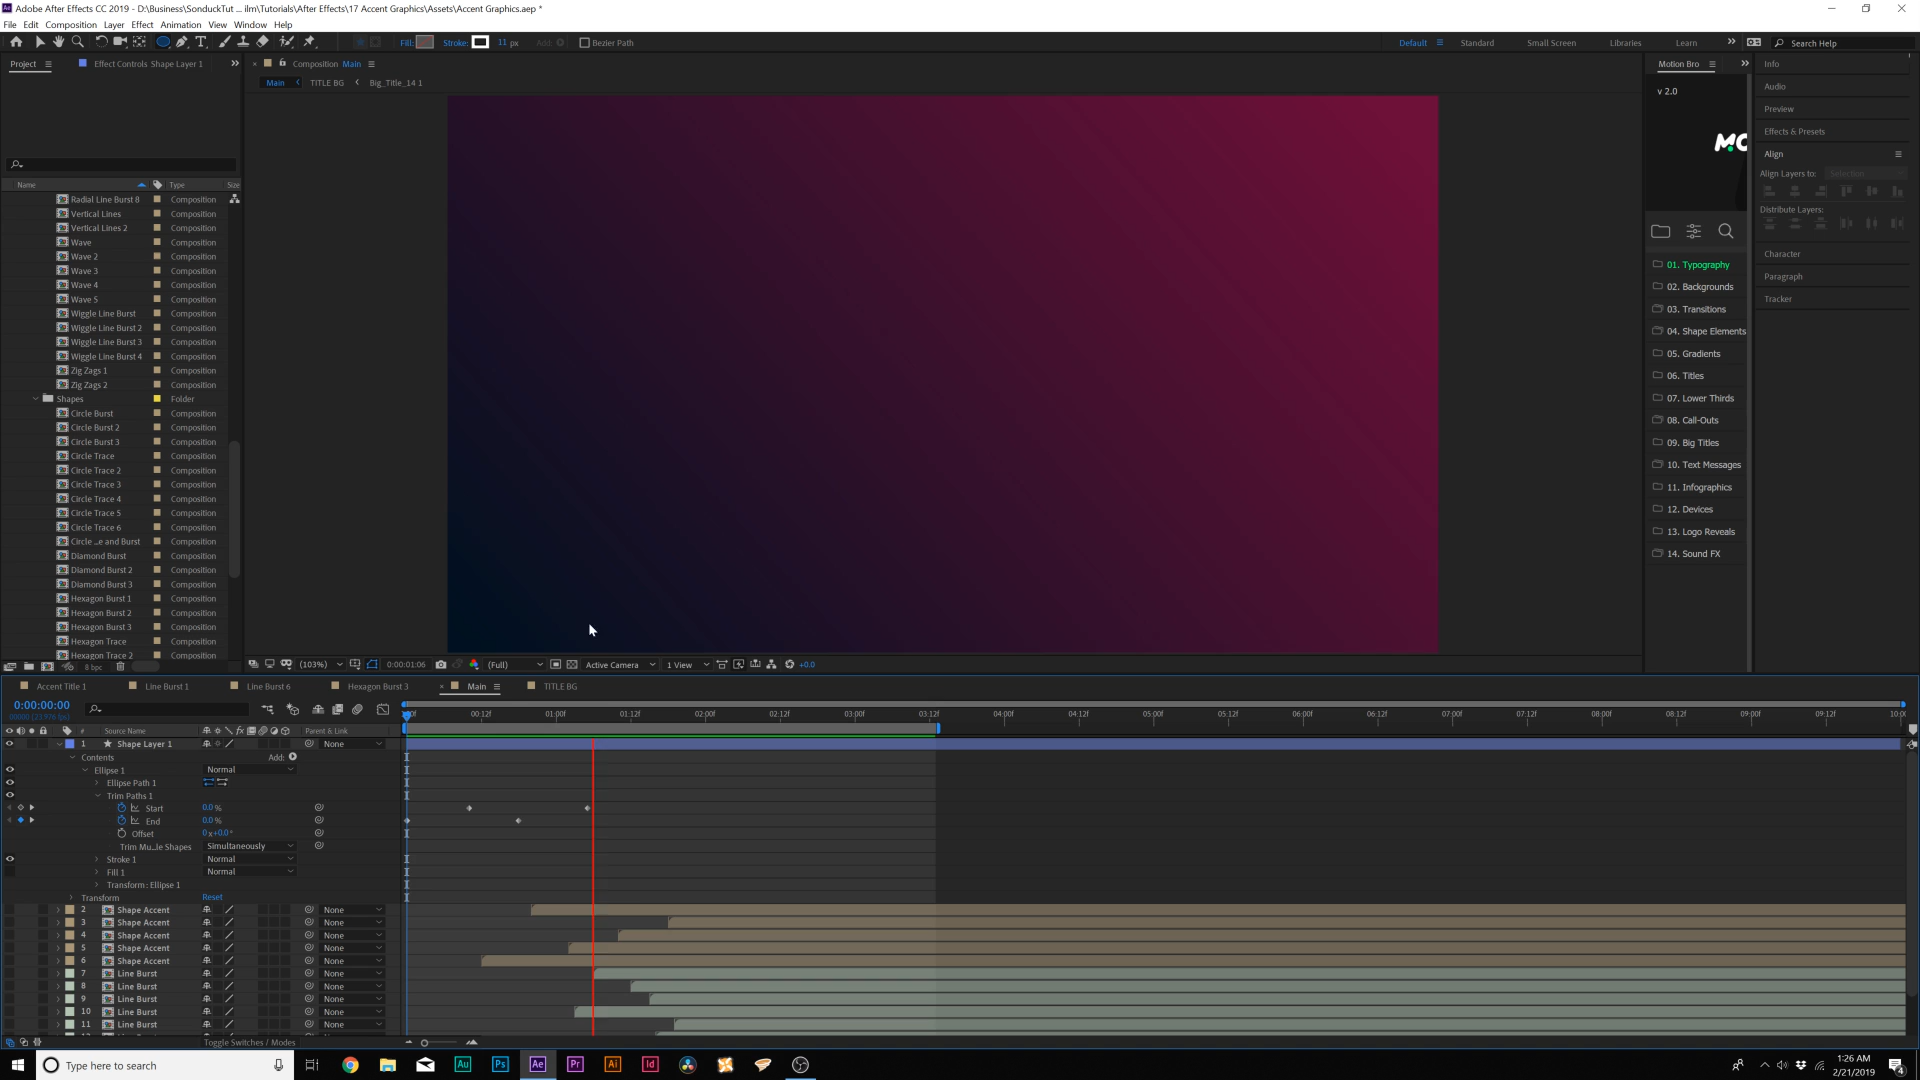 Adobe After Effects CC 2019 - D:\Business\SonduckTut ... ilm\Tutorials\After Effects\17 Accent Graphics\Assets\Accent Graphics.aep *
File Edit Composition Layer Effect Animation View Window Help
Fill: Stroke: 11 px Add: Bezier Path Default Standard Small Screen Libraries Learn Search Help
Project Effect Controls Shape Layer 1 Composition Main Motion Bro Info
Main TITLE BG Big_Title_14 1
v 2.0
Audio
Preview
Effects & Presets
Align
Align Layers to: Selection
Distribute Layers:
Character
Paragraph
Tracker
01. Typography
02. Backgrounds
03. Transitions
04. Shape Elements
05. Gradients
06. Titles
07. Lower Thirds
08. Call-Outs
09. Big Titles
10. Text Messages
11. Infographics
12. Devices
13. Logo Reveals
14. Sound FX
Name Type Size
Radial Line Burst 8 Composition
Vertical Lines Composition
Vertical Lines 2 Composition
Wave Composition
Wave 2 Composition
Wave 3 Composition
Wave 4 Composition
Wave 5 Composition
Wiggle Line Burst Composition
Wiggle Line Burst 2 Composition
Wiggle Line Burst 3 Composition
Wiggle Line Burst 4 Composition
Zig Zags 1 Composition
Zig Zags 2 Composition
Shapes Folder
Circle Burst Composition
Circle Burst 2 Composition
Circle Burst 3 Composition
Circle Trace Composition
Circle Trace 2 Composition
Circle Trace 3 Composition
Circle Trace 4 Composition
Circle Trace 5 Composition
Circle Trace 6 Composition
Circle ...e and Burst Composition
Diamond Burst Composition
Diamond Burst 2 Composition
Diamond Burst 3 Composition
Hexagon Burst 1 Composition
Hexagon Burst 2 Composition
Hexagon Burst 3 Composition
Hexagon Trace Composition
Hexagon Trace 2 Composition
8 bpc (103%) 0:00:01:06 (Full) Active Camera 1 View +0.0
Accent Title 1 Line Burst 1 Line Burst 6 Hexagon Burst 3 Main TITLE BG
0:00:00:00
00000 (23.976 fps)
00:12f 01:00f 01:12f 02:00f 02:12f 03:00f 03:12f 04:00f 04:12f 05:00f 05:12f 06:00f 06:12f 07:00f 07:12f 08:00f 08:12f 09:00f 09:12f 10:00
# Source Name Parent & Link
1 Shape Layer 1 None
Contents Add:
Ellipse 1 Normal
Ellipse Path 1
Trim Paths 1
Start 0.0 %
End 0.0 %
Offset 0 x+0.0°
Trim Mu...le Shapes Simultaneously
Stroke 1 Normal
Fill 1 Normal
Transform: Ellipse 1
Transform Reset
2 Shape Accent None
3 Shape Accent None
4 Shape Accent None
5 Shape Accent None
6 Shape Accent None
7 Line Burst None
8 Line Burst None
9 Line Burst None
10 Line Burst None
11 Line Burst None
Toggle Switches / Modes
Type here to search
Au Ps Ae Pr Ai Id
1:26 AM
2/21/2019
4